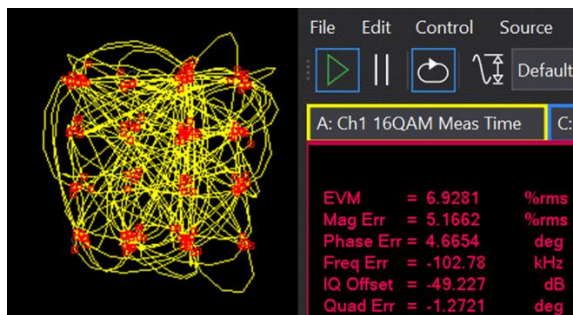 File Edit Control Source
Default
A: Ch1 16QAM Meas Time C:
EVM = 6.9281 %rms
Mag Err = 5.1662 %rms
Phase Err = 4.6654 deg
Freq Err = -102.78 kHz
IQ Offset = -49.227 dB
Quad Err = -1.2721 deg